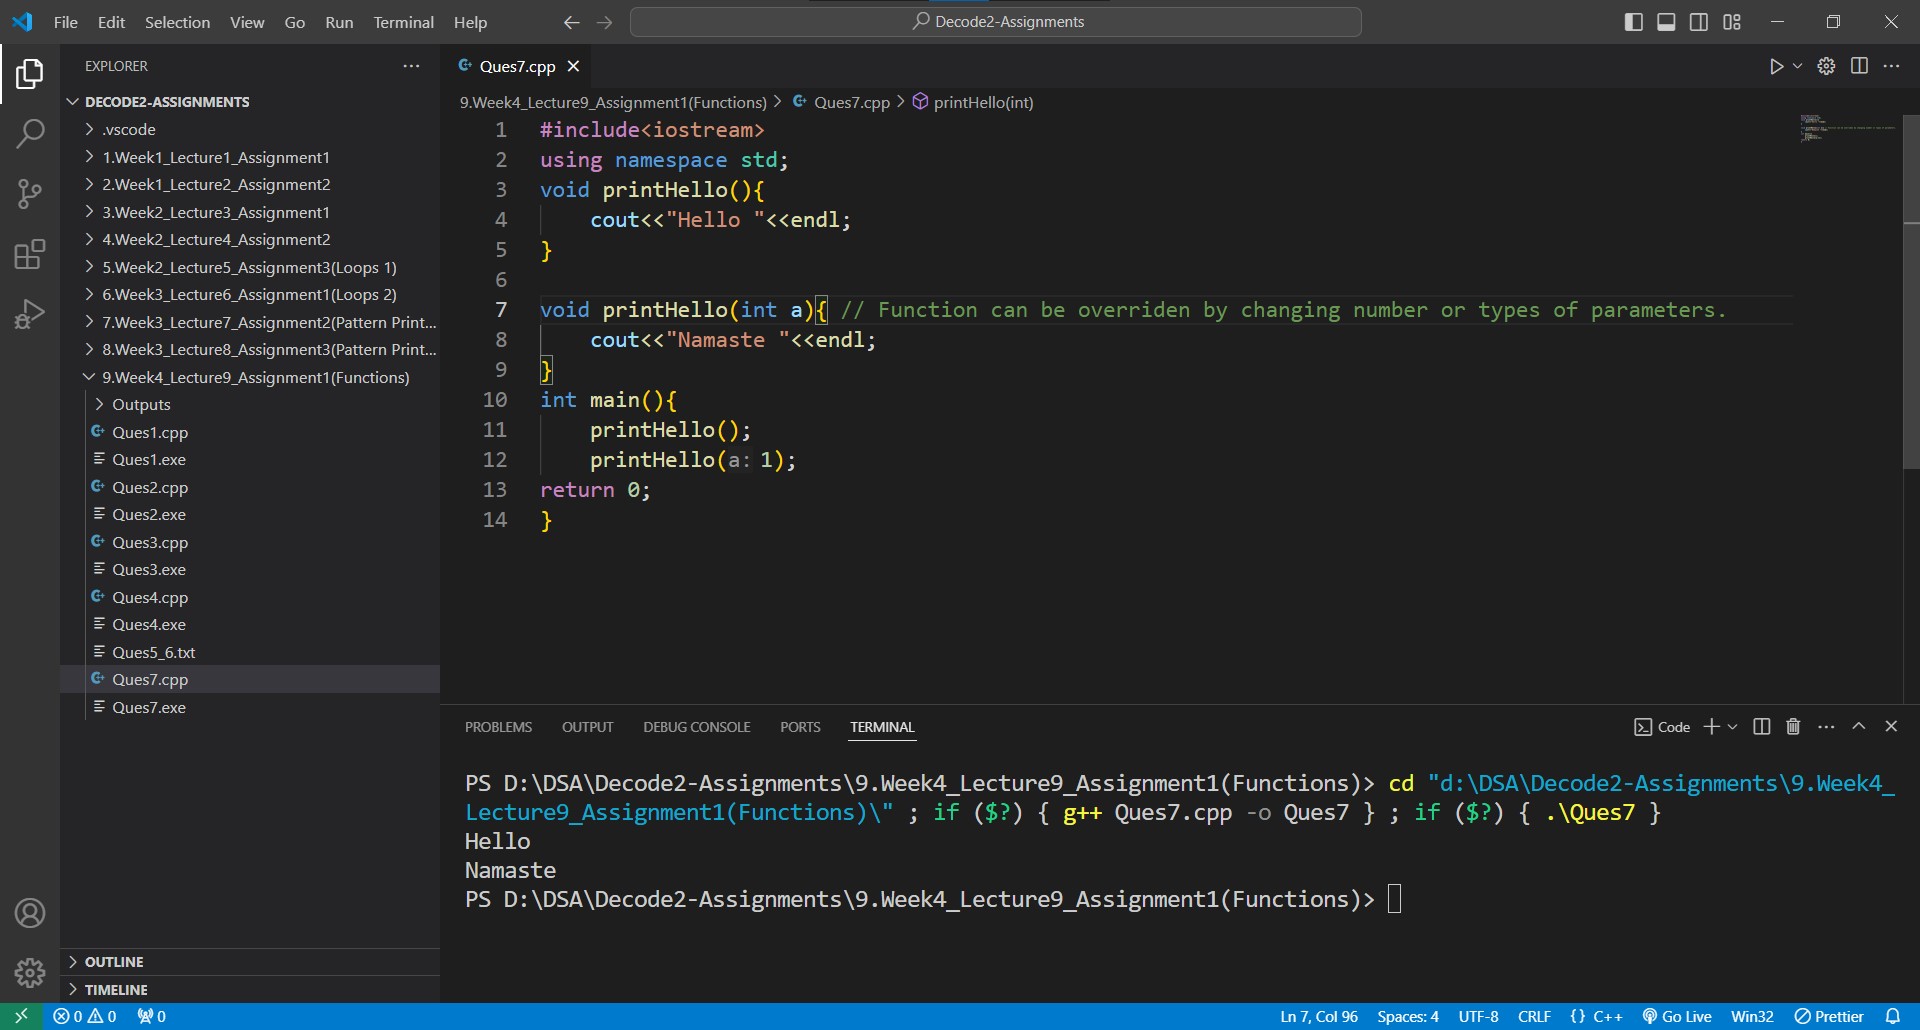 File Edit Selection View Go Run Terminal Help
Decode2-Assignments
EXPLORER
DECODE2-ASSIGNMENTS
.vscode
1.Week1_Lecture1_Assignment1
2.Week1_Lecture2_Assignment2
3.Week2_Lecture3_Assignment1
4.Week2_Lecture4_Assignment2
5.Week2_Lecture5_Assignment3(Loops 1)
6.Week3_Lecture6_Assignment1(Loops 2)
7.Week3_Lecture7_Assignment2(Pattern Print...
8.Week3_Lecture8_Assignment3(Pattern Print...
9.Week4_Lecture9_Assignment1(Functions)
Outputs
Ques1.cpp
Ques1.exe
Ques2.cpp
Ques2.exe
Ques3.cpp
Ques3.exe
Ques4.cpp
Ques4.exe
Ques5_6.txt
Ques7.cpp
Ques7.exe
OUTLINE
TIMELINE
Ques7.cpp
9.Week4_Lecture9_Assignment1(Functions) > Ques7.cpp > printHello(int)
1 #include<iostream>
2 using namespace std;
3 void printHello(){
4 cout<<"Hello "<<endl;
5 }
6
7 void printHello(int a){ // Function can be overriden by changing number or types of parameters.
8 cout<<"Namaste "<<endl;
9 }
10 int main(){
11 printHello();
12 printHello(a: 1);
13 return 0;
14 }
PROBLEMS OUTPUT DEBUG CONSOLE PORTS TERMINAL
Code
PS D:\DSA\Decode2-Assignments\9.Week4_Lecture9_Assignment1(Functions)> cd "d:\DSA\Decode2-Assignments\9.Week4_
Lecture9_Assignment1(Functions)\" ; if ($?) { g++ Ques7.cpp -o Ques7 } ; if ($?) { .\Ques7 }
Hello
Namaste
PS D:\DSA\Decode2-Assignments\9.Week4_Lecture9_Assignment1(Functions)>
0 0 0
Ln 7, Col 96 Spaces: 4 UTF-8 CRLF {} C++ Go Live Win32 Prettier